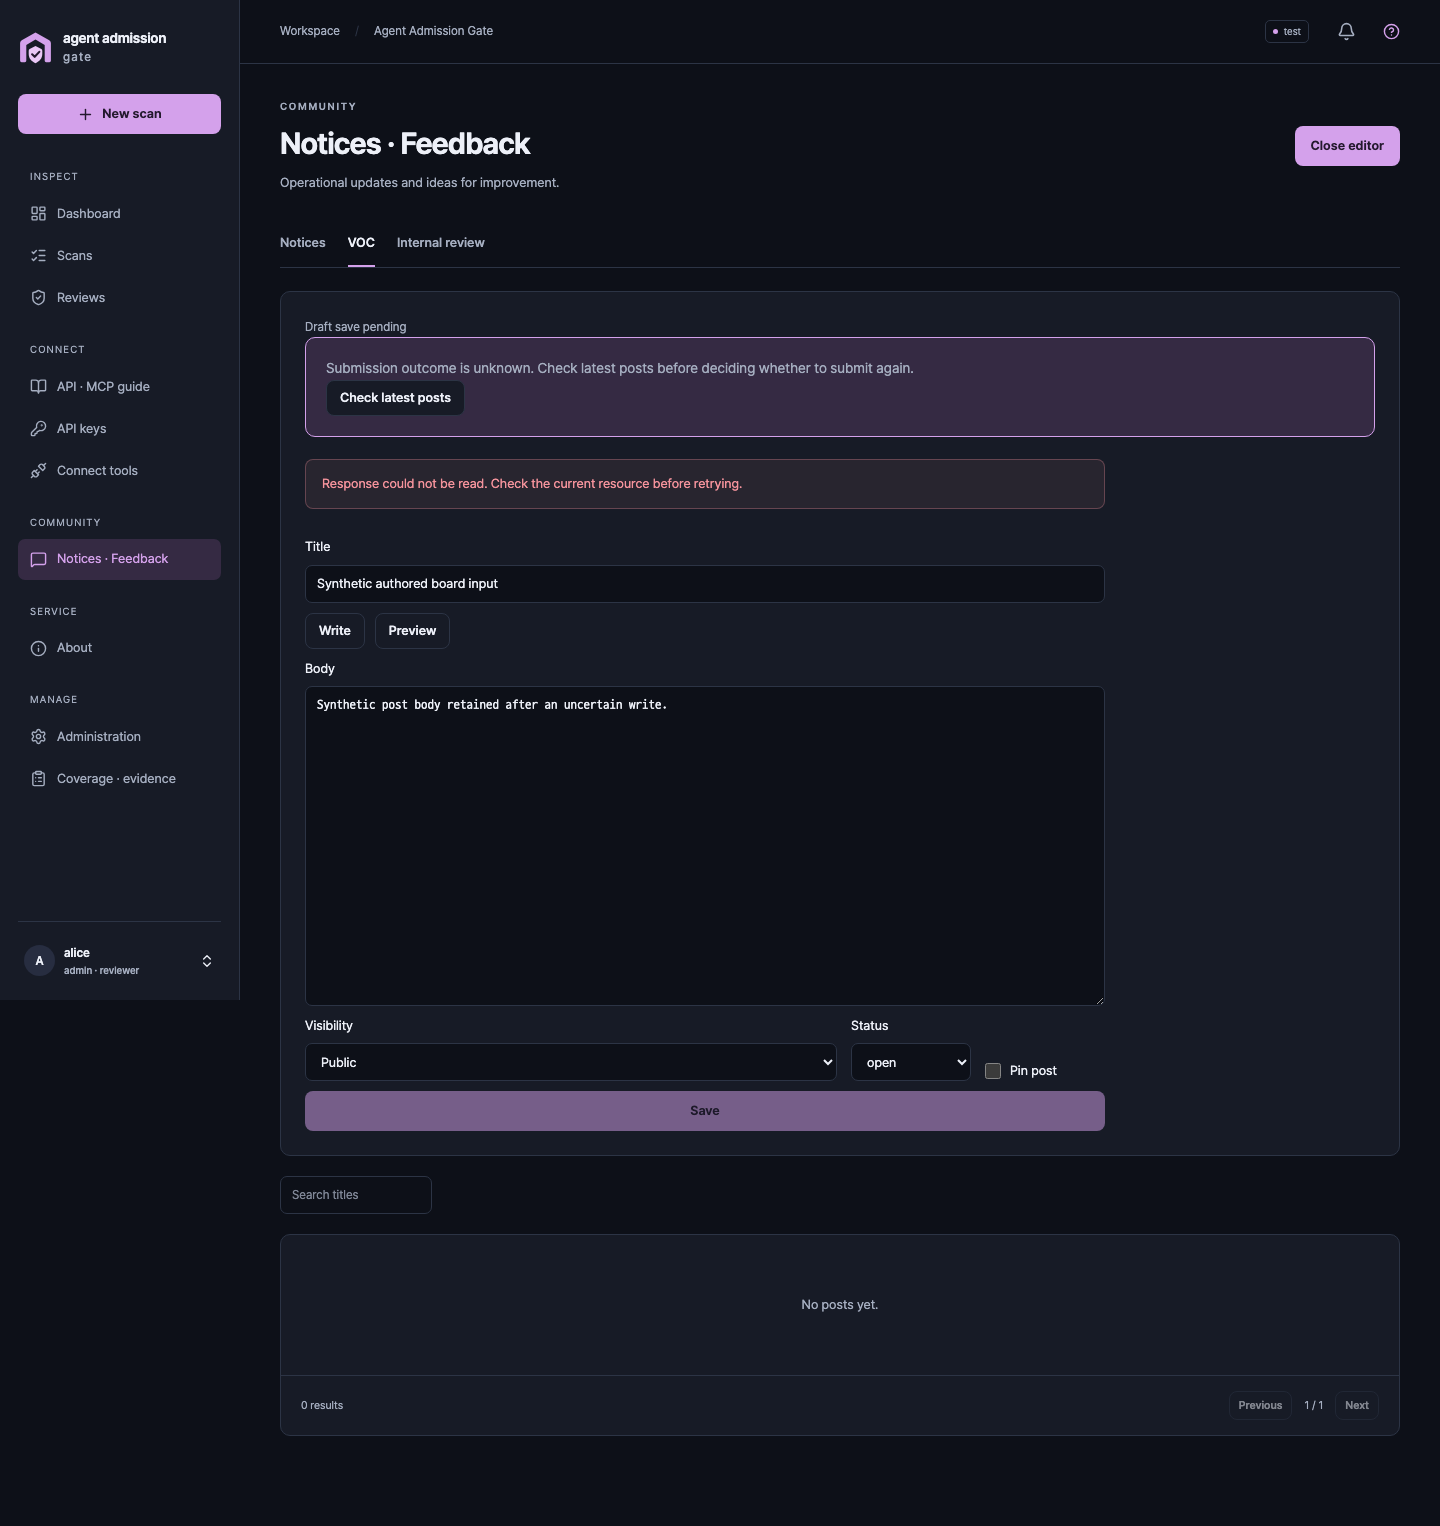 agent admission
gate
New scan
INSPECT
Dashboard
Scans
Reviews
CONNECT
API · MCP guide
API keys
Connect tools
COMMUNITY
Notices · Feedback
SERVICE
About
MANAGE
Administration
Coverage · evidence
A
alice
admin · reviewer
Workspace / Agent Admission Gate
test
COMMUNITY
Notices · Feedback
Close editor
Operational updates and ideas for improvement.
Notices VOC Internal review
Draft save pending
Submission outcome is unknown. Check latest posts before deciding whether to submit again.
Check latest posts
Response could not be read. Check the current resource before retrying.
Title
Synthetic authored board input
Write Preview
Body
Synthetic post body retained after an uncertain write.
Visibility Status
Public open Pin post
Save
Search titles
No posts yet.
0 results Previous 1 / 1 Next